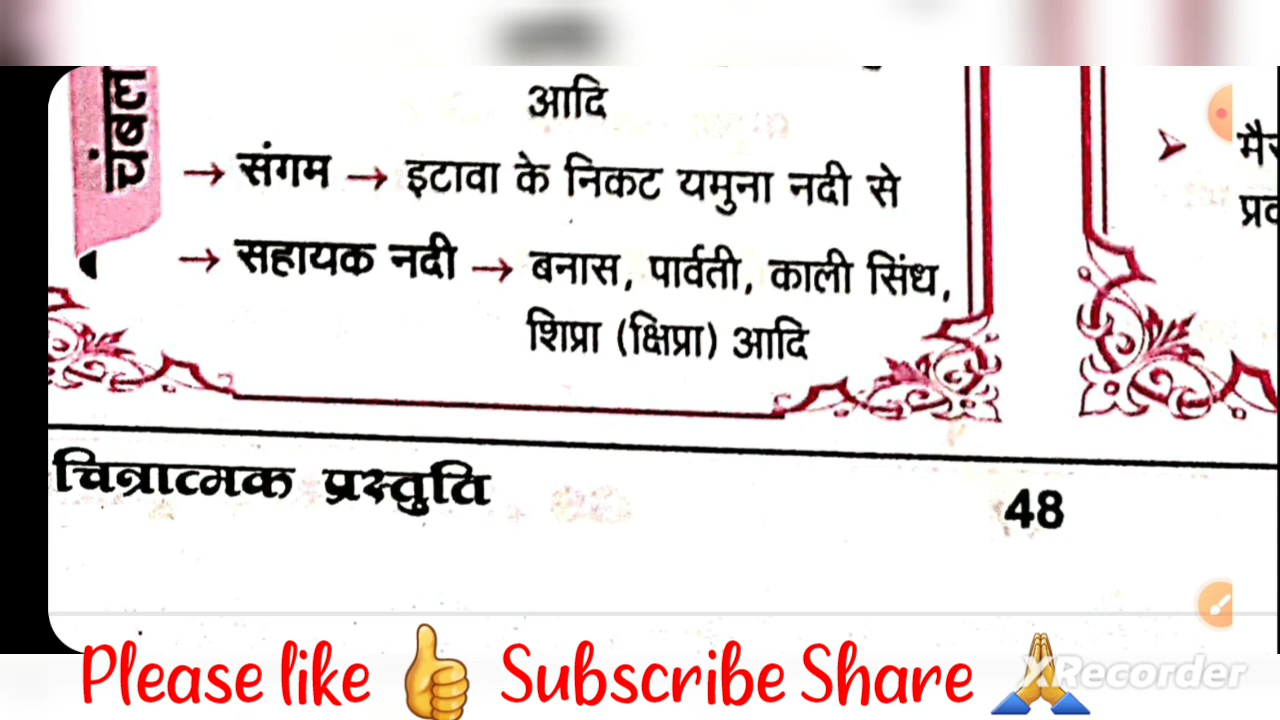 चंबल
आदि
→ संगम → इटावा के निकट यमुना नदी से
→ सहायक नदी → बनास, पार्वती, काली सिंध,
शिप्रा (क्षिप्रा) आदि
चित्रात्मक प्रस्तुति
48
Please like 👍 Subscribe Share 🙏
XRecorder